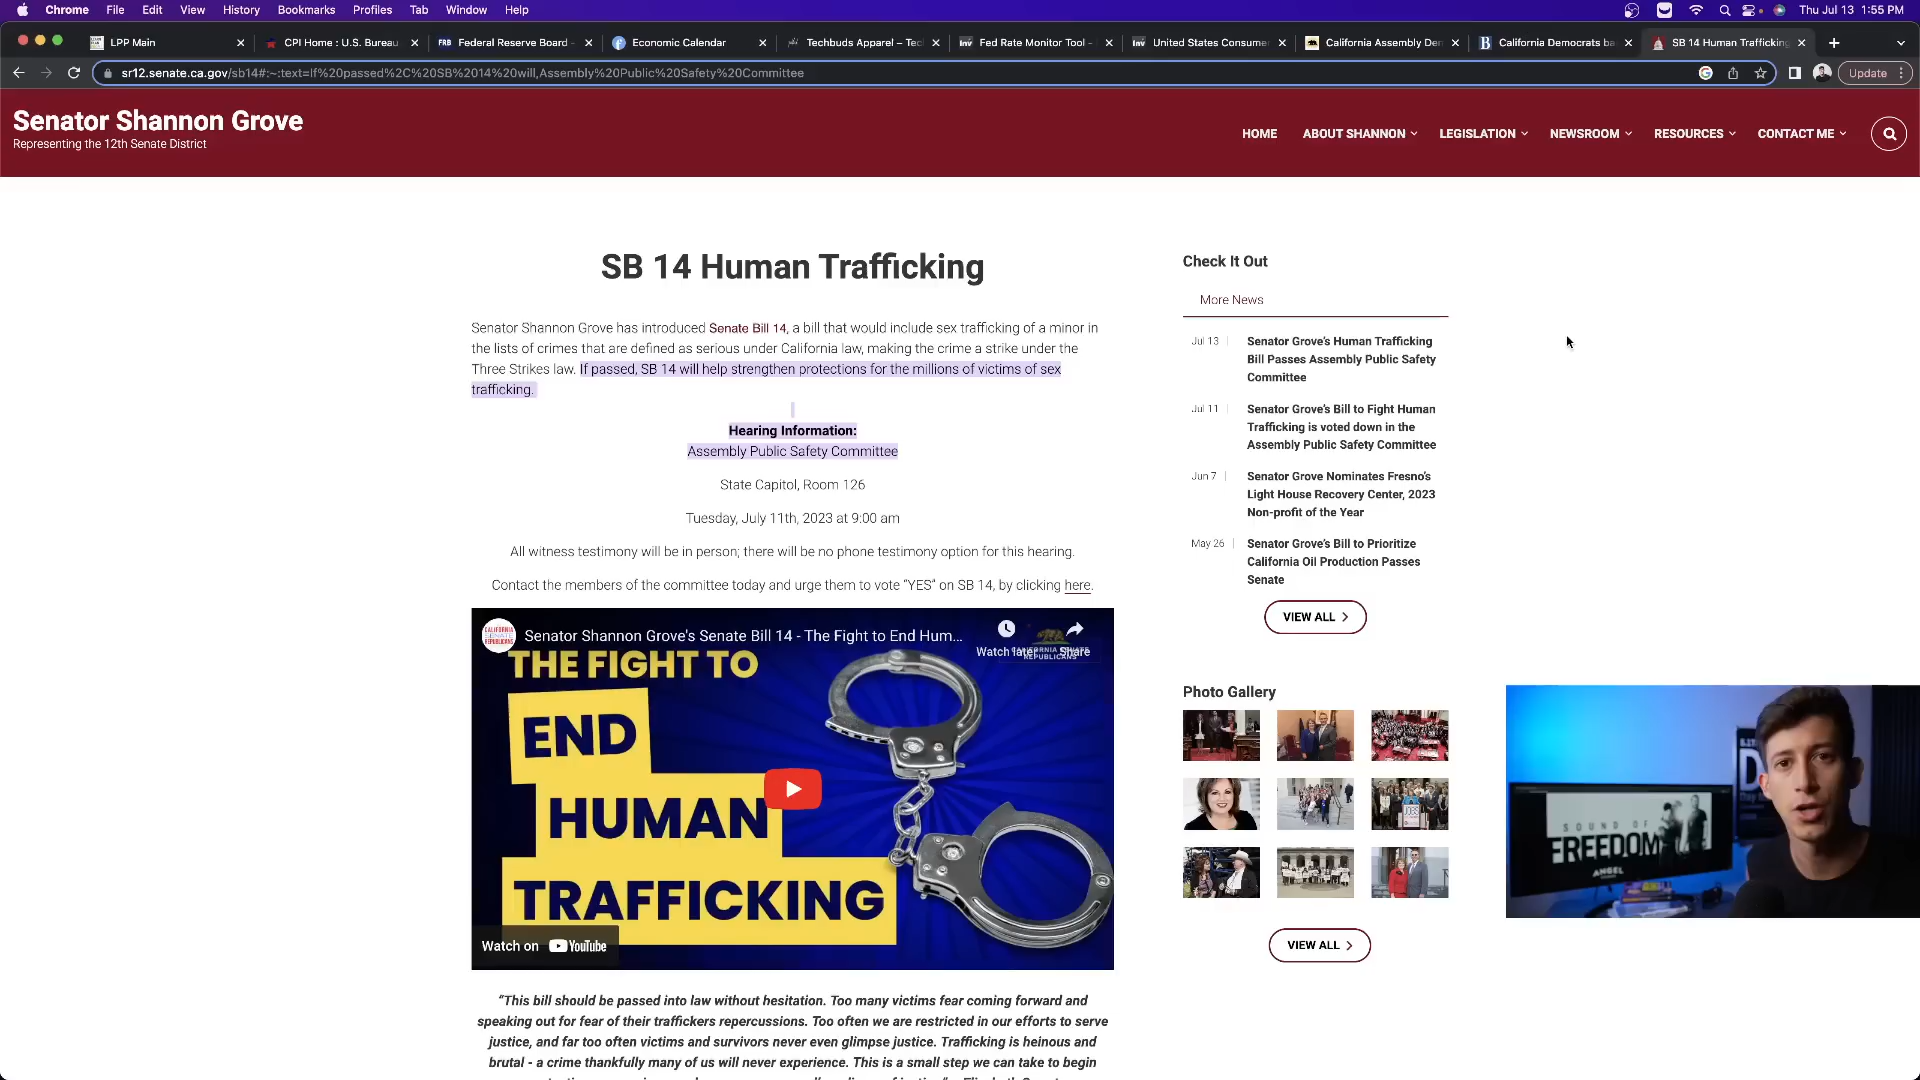 Chrome File Edit View History Bookmarks Profiles Tab Window Help Thu Jul 13 1:55 PM
LPP Main CPI Home : U.S. Bureau Federal Reserve Board - Economic Calendar Techbuds Apparel – Tec Fed Rate Monitor Tool - United States Consume California Assembly De California Democrats ba SB 14 Human Trafficking
sr12.senate.ca.gov/sb14#:~:text=If%20passed%2C%20SB%2014%20will,Assembly%20Public%20Safety%20Committee Update
Senator Shannon Grove
Representing the 12th Senate District
HOME ABOUT SHANNON LEGISLATION NEWSROOM RESOURCES CONTACT ME
SB 14 Human Trafficking
Senator Shannon Grove has introduced Senate Bill 14, a bill that would include sex trafficking of a minor in
the lists of crimes that are defined as serious under California law, making the crime a strike under the
Three Strikes law. If passed, SB 14 will help strengthen protections for the millions of victims of sex
trafficking.
Hearing Information:
Assembly Public Safety Committee
State Capitol, Room 126
Tuesday, July 11th, 2023 at 9:00 am
All witness testimony will be in person; there will be no phone testimony option for this hearing.
Contact the members of the committee today and urge them to vote “YES” on SB 14, by clicking here.
Senator Shannon Grove's Senate Bill 14 - The Fight to End Hum...
Watch later Share
CALIFORNIA SENATE
REPUBLICANS
THE FIGHT TO
END
HUMAN
TRAFFICKING
Watch on YouTube
“This bill should be passed into law without hesitation. Too many victims fear coming forward and
speaking out for fear of their traffickers repercussions. Too often we are restricted in our efforts to serve
justice, and far too often victims and survivors never even glimpse justice. Trafficking is heinous and
brutal - a crime thankfully many of us will never experience. This is a small step we can take to begin
Check It Out
More News
Jul 13 Senator Grove’s Human Trafficking
Bill Passes Assembly Public Safety
Committee
Jul 11 Senator Grove’s Bill to Fight Human
Trafficking is voted down in the
Assembly Public Safety Committee
Jun 7 Senator Grove Nominates Fresno’s
Light House Recovery Center, 2023
Non-profit of the Year
May 26 Senator Grove’s Bill to Prioritize
California Oil Production Passes
Senate
VIEW ALL
Photo Gallery
VIEW ALL
SOUND OF
FREEDOM
ANGEL